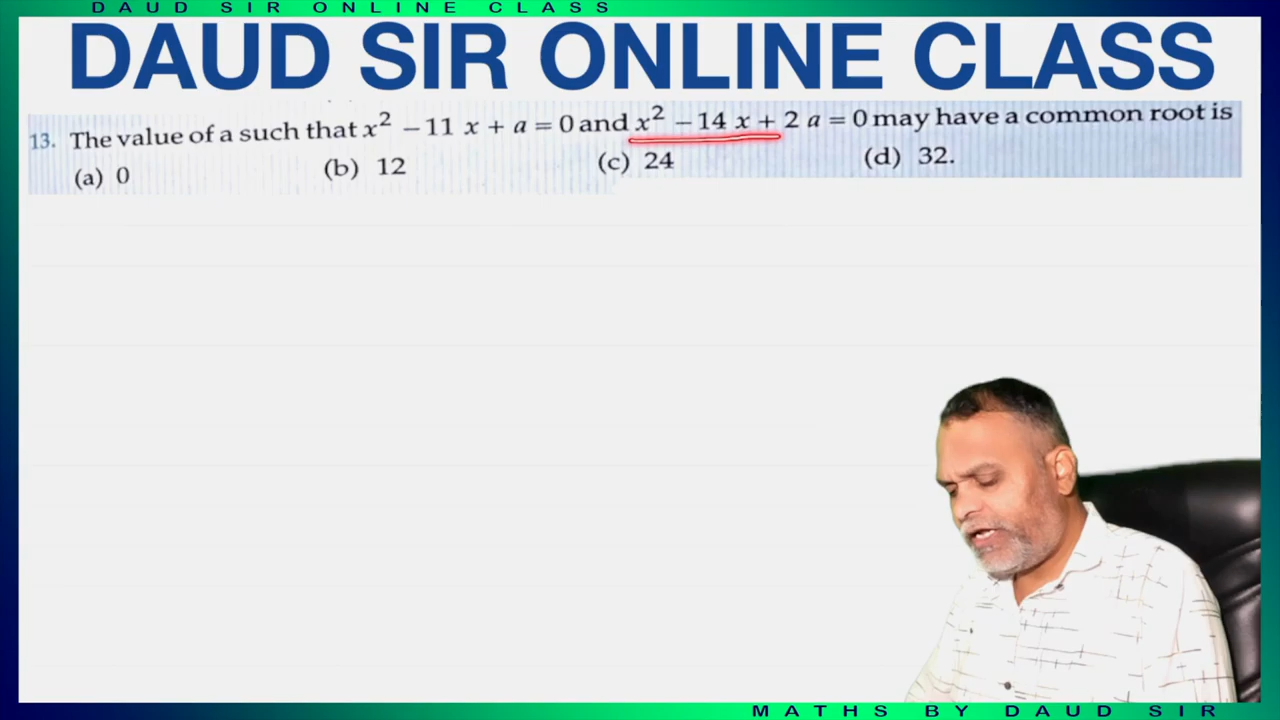 DAUD SIR ONLINE CLASS
DAUD SIR ONLINE CLASS
13. The value of a such that x² – 11 x + a = 0 and x² – 14 x + 2 a = 0 may have a common root is
(a) 0 (b) 12 (c) 24 (d) 32.
MATHS BY DAUD SIR